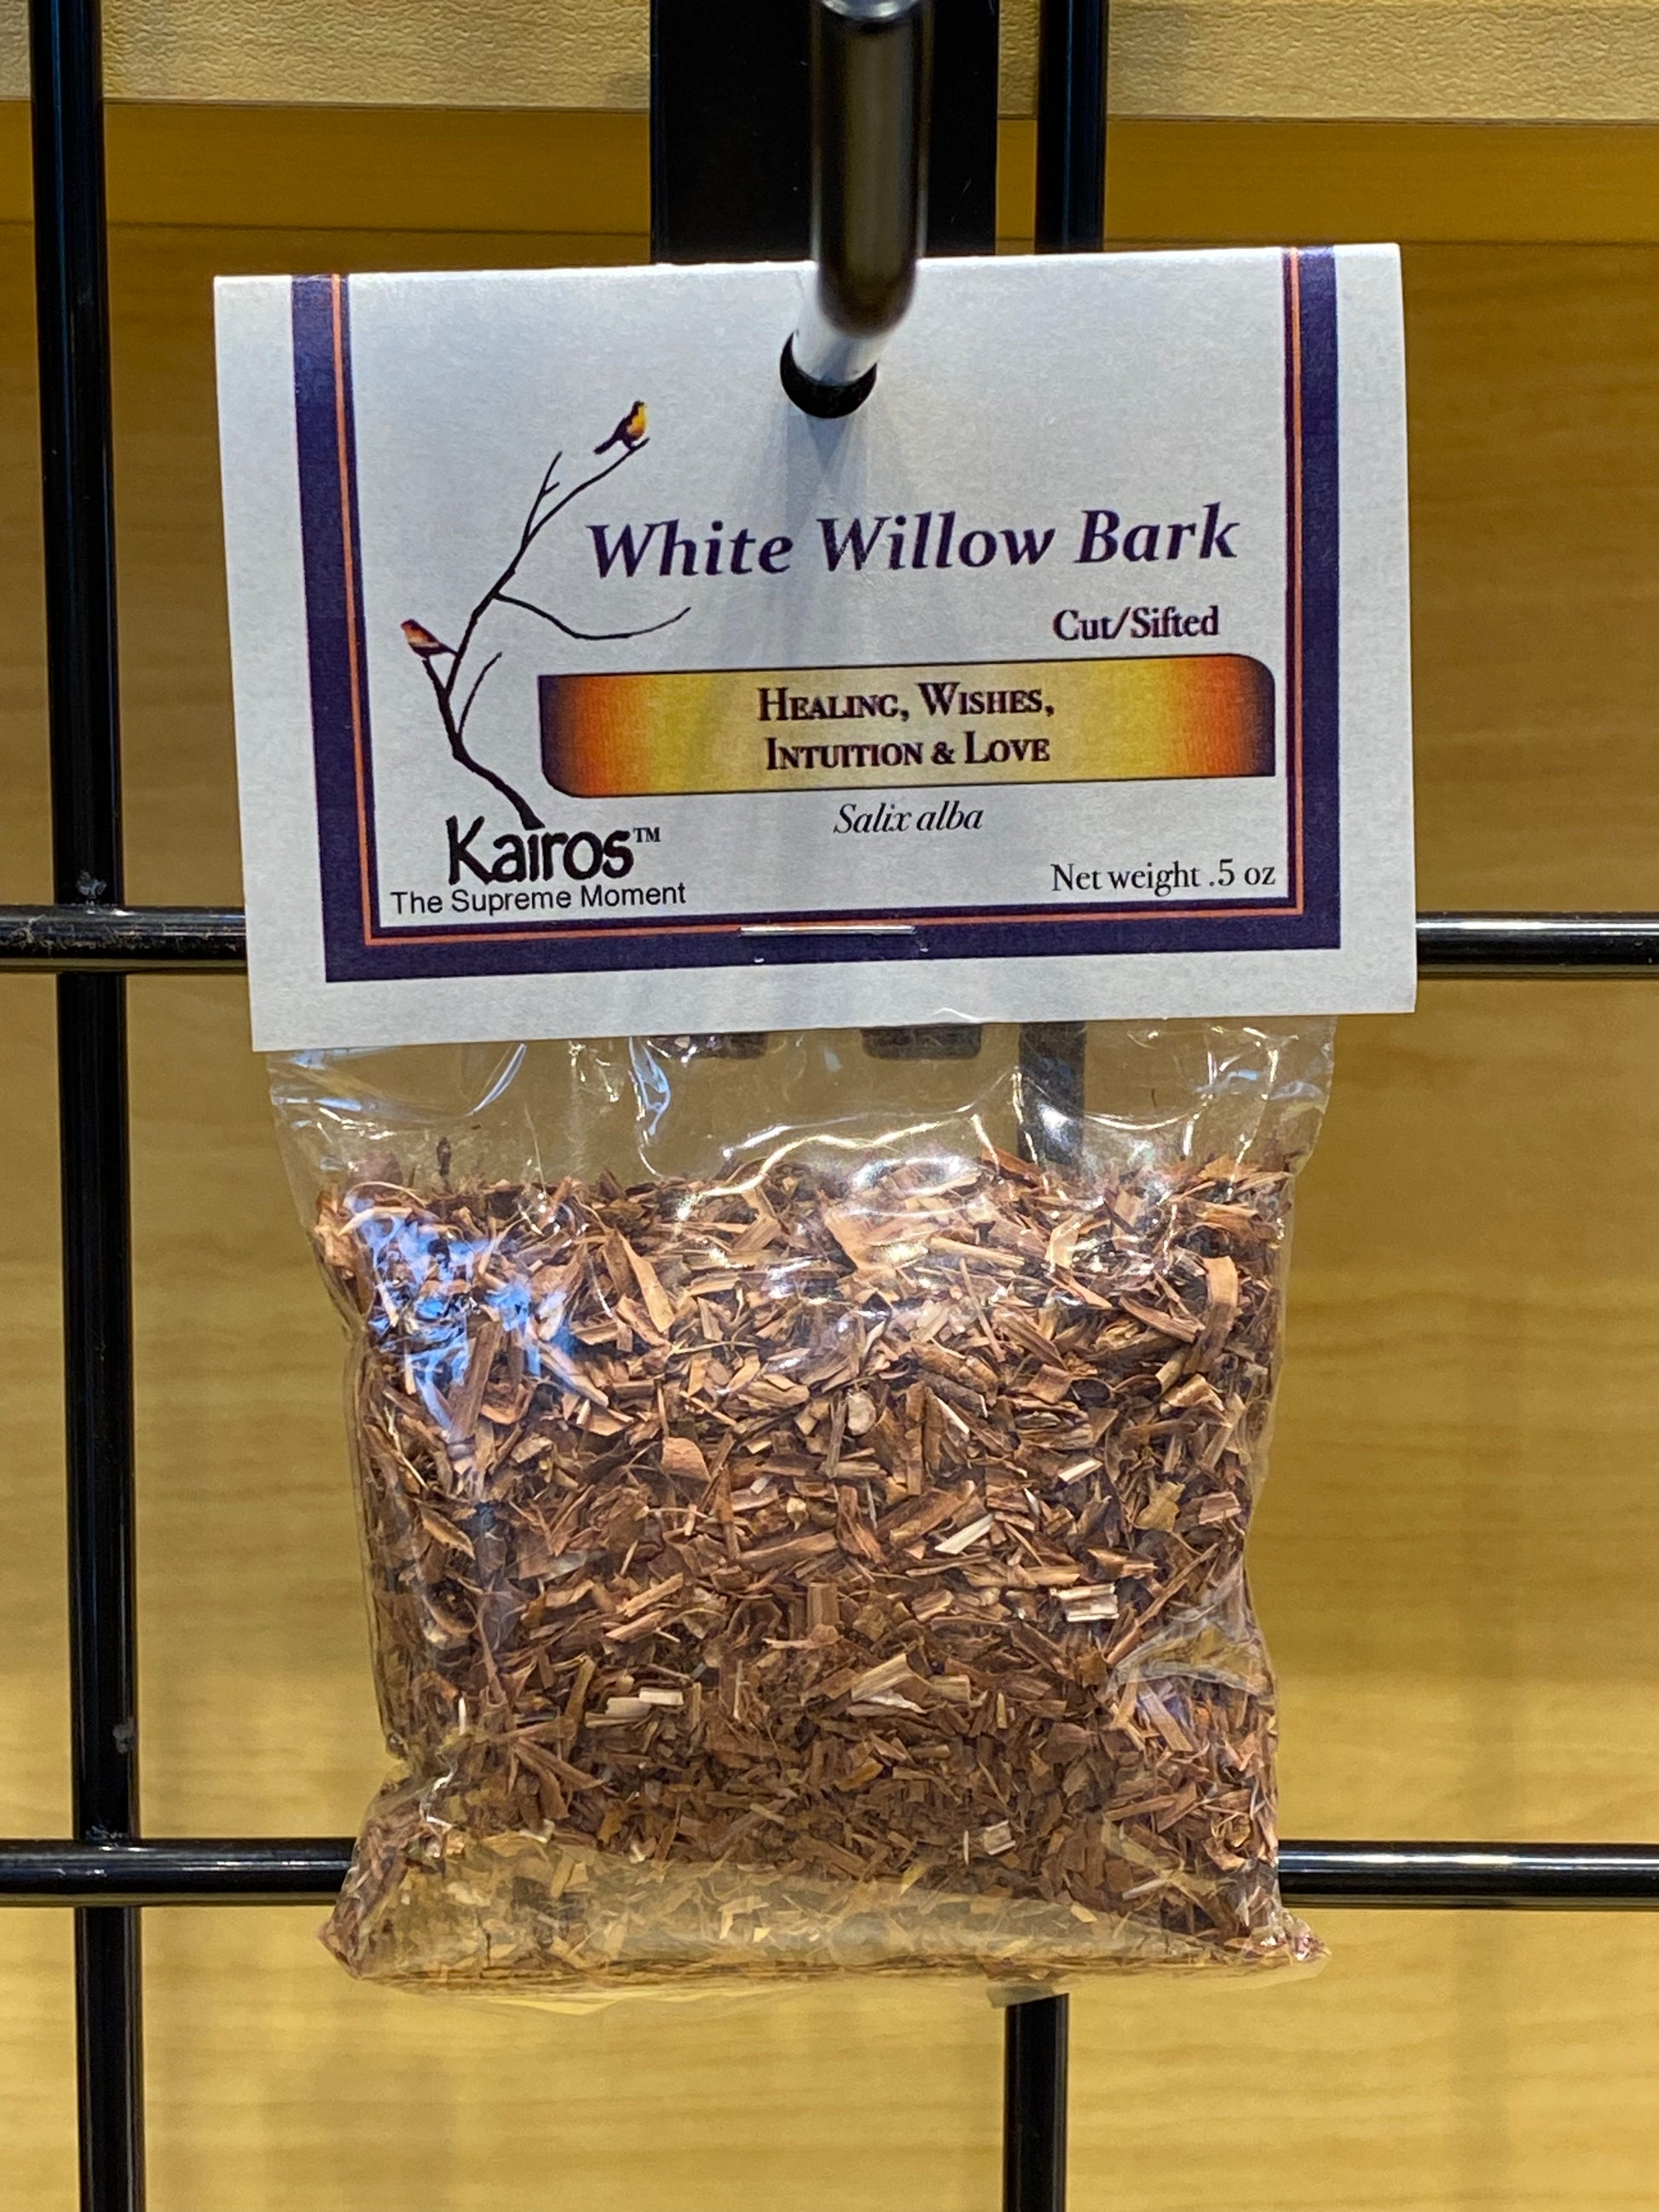 White Willow Bark
Cut/Sifted
Healing, Wishes,
Intuition & Love
Salix alba
Kairos™
The Supreme Moment
Net weight .5 oz